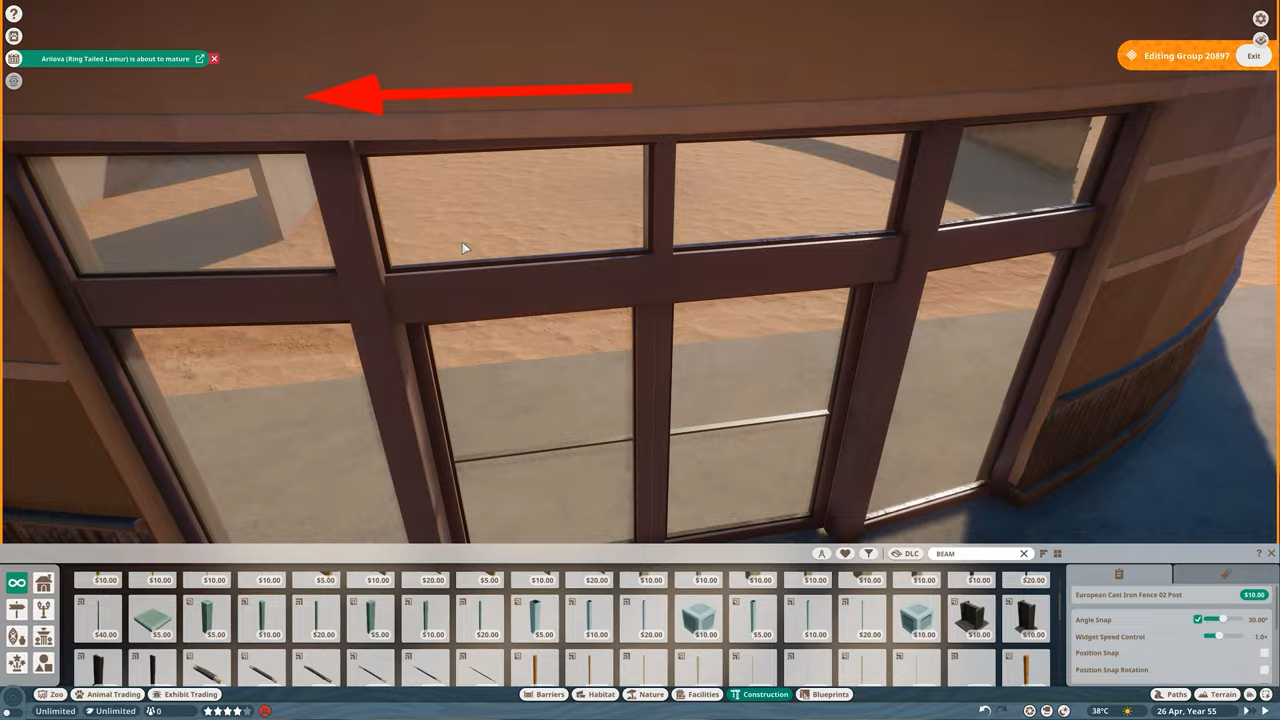 ?
Arilova (Ring Tailed Lemur) is about to mature
Editing Group 20897 Exit
DLC BEAM ?
$10.00 $10.00 $10.00 $10.00 $5.00 $10.00 $20.00 $5.00 $10.00 $20.00 $10.00 $10.00 $10.00 $10.00 $10.00 $10.00 $10.00 $20.00
$40.00 $5.00 $5.00 $10.00 $20.00 $5.00 $10.00 $20.00 $5.00 $10.00 $20.00 $10.00 $5.00 $10.00 $20.00 $10.00 $10.00 $10.00
European Cast Iron Fence 02 Post $10.00
Angle Snap 30.00°
Widget Speed Control 1.0×
Position Snap
Position Snap Rotation
Zoo Animal Trading Exhibit Trading Barriers Habitat Nature Facilities Construction Blueprints Paths Terrain
Unlimited Unlimited 0 38°C 26 Apr, Year 55